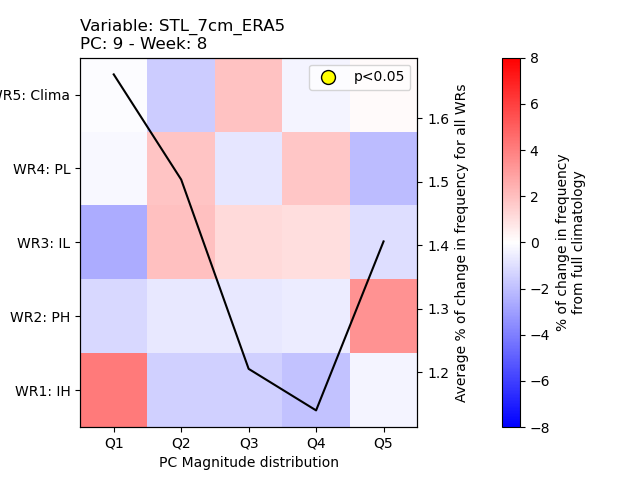 Variable: STL_7cm_ERA5
PC: 9 - Week: 8
p<0.05
WR5: Clima
WR4: PL
WR3: IL
WR2: PH
WR1: IH
Q1 Q2 Q3 Q4 Q5
PC Magnitude distribution
1.6
1.5
1.4
1.3
1.2
Average % of change in frequency for all WRs
8
6
4
2
0
−2
−4
−6
−8
% of change in frequency
from full climatology